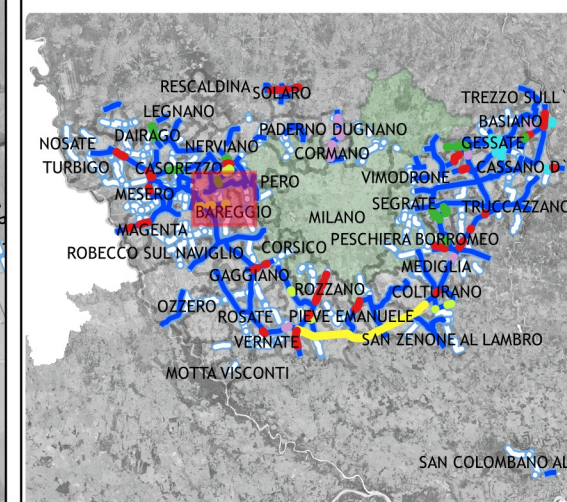 RESCALDINA
SOLARO
TREZZO SULL'
LEGNANO
BASIANO
DAIRAGO
PADERNO DUGNANO
NOSATE
NERVIANO
GESSATE
CORMANO
TURBIGO
CASOREZZO
CASSANO D'
VIMODRONE
PERO
MESERO
SEGRATE
TRUCCAZZANO
BAREGGIO
MILANO
MAGENTA
PESCHIERA BORROMEO
CORSICO
ROBECCO SUL NAVIGLIO
MEDIGLIA
GAGGIANO
ROZZANO
COLTURANO
OZZERO
ROSATE
PIEVE EMANUELE
VERNATE
SAN ZENONE AL LAMBRO
MOTTA VISCONTI
SAN COLOMBANO AL